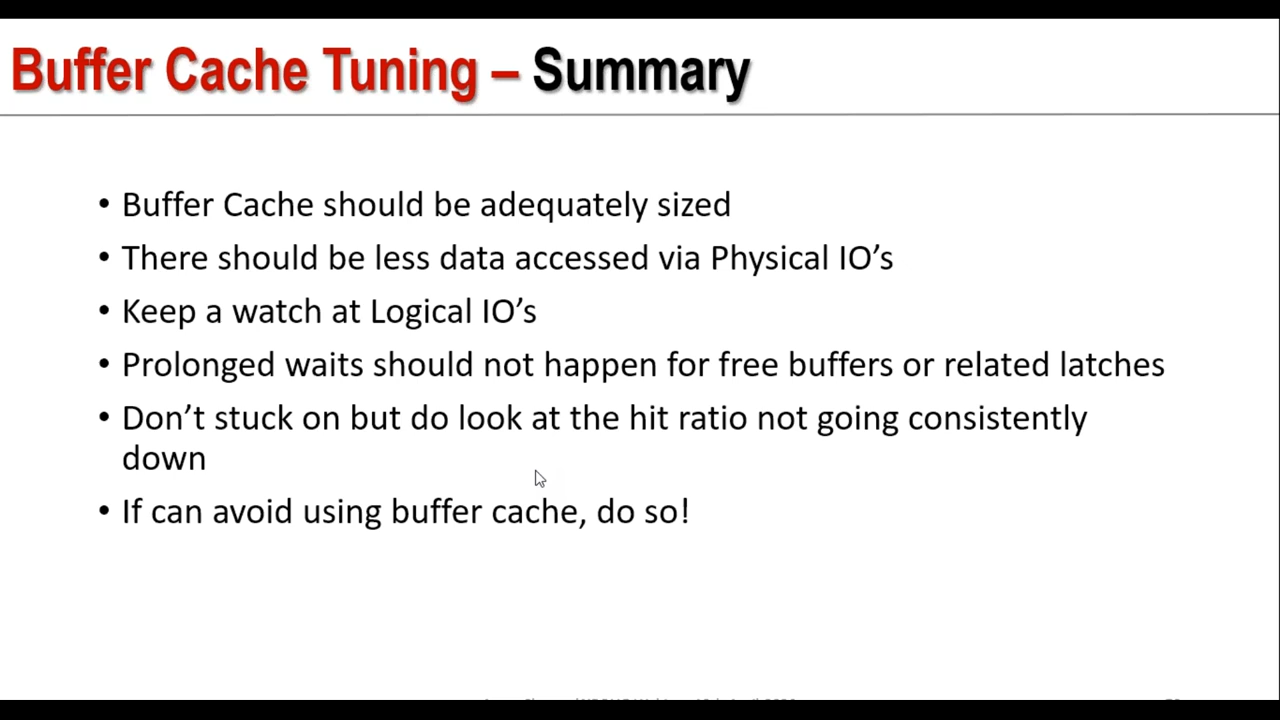 Buffer Cache Tuning – Summary
• Buffer Cache should be adequately sized
• There should be less data accessed via Physical IO’s
• Keep a watch at Logical IO’s
• Prolonged waits should not happen for free buffers or related latches
• Don’t stuck on but do look at the hit ratio not going consistently
down
• If can avoid using buffer cache, do so!